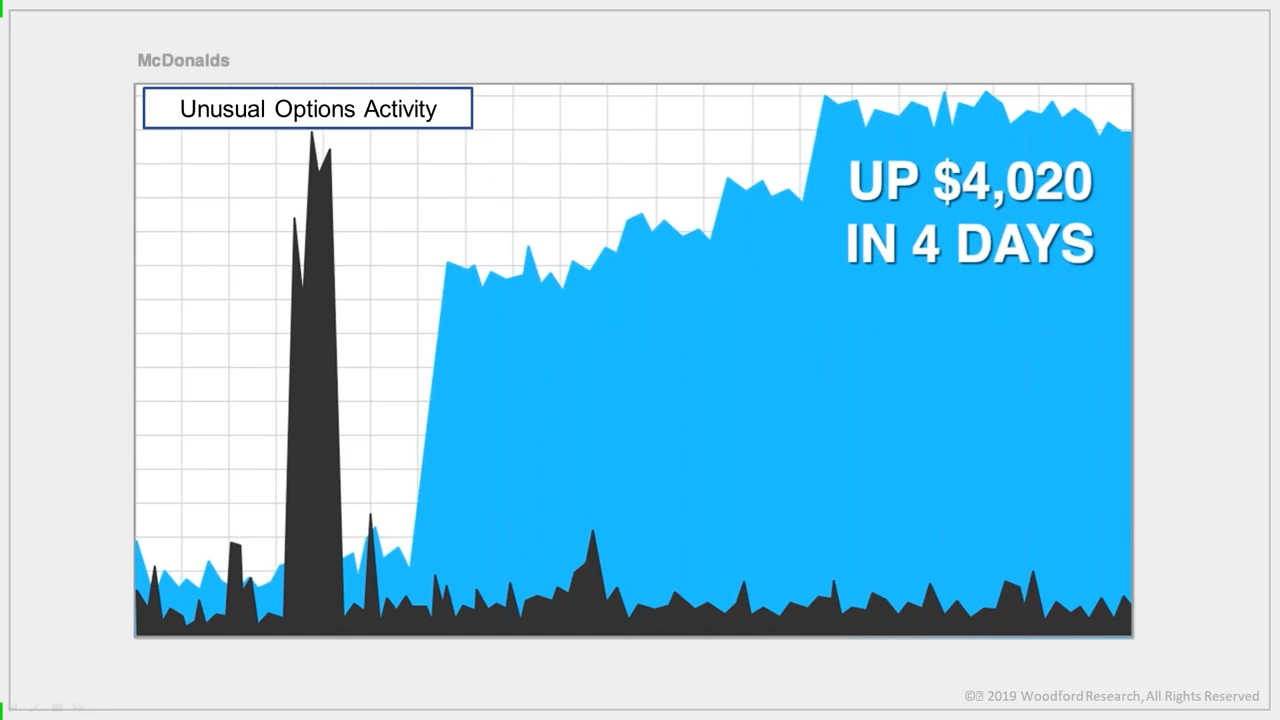 McDonalds
Unusual Options Activity
UP $4,020
IN 4 DAYS
© 2019 Woodford Research, All Rights Reserved